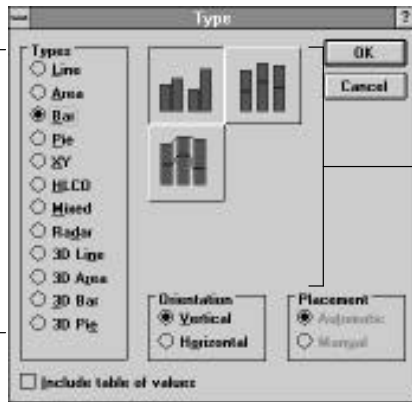 Type ?
Types
Line
Area
Bar
Pie
XY
HLCO
Mixed
Radar
3D Line
3D Area
3D Bar
3D Pie
OK
Cancel
Orientation
Vertical
Horizontal
Placement
Automatic
Manual
Include table of values